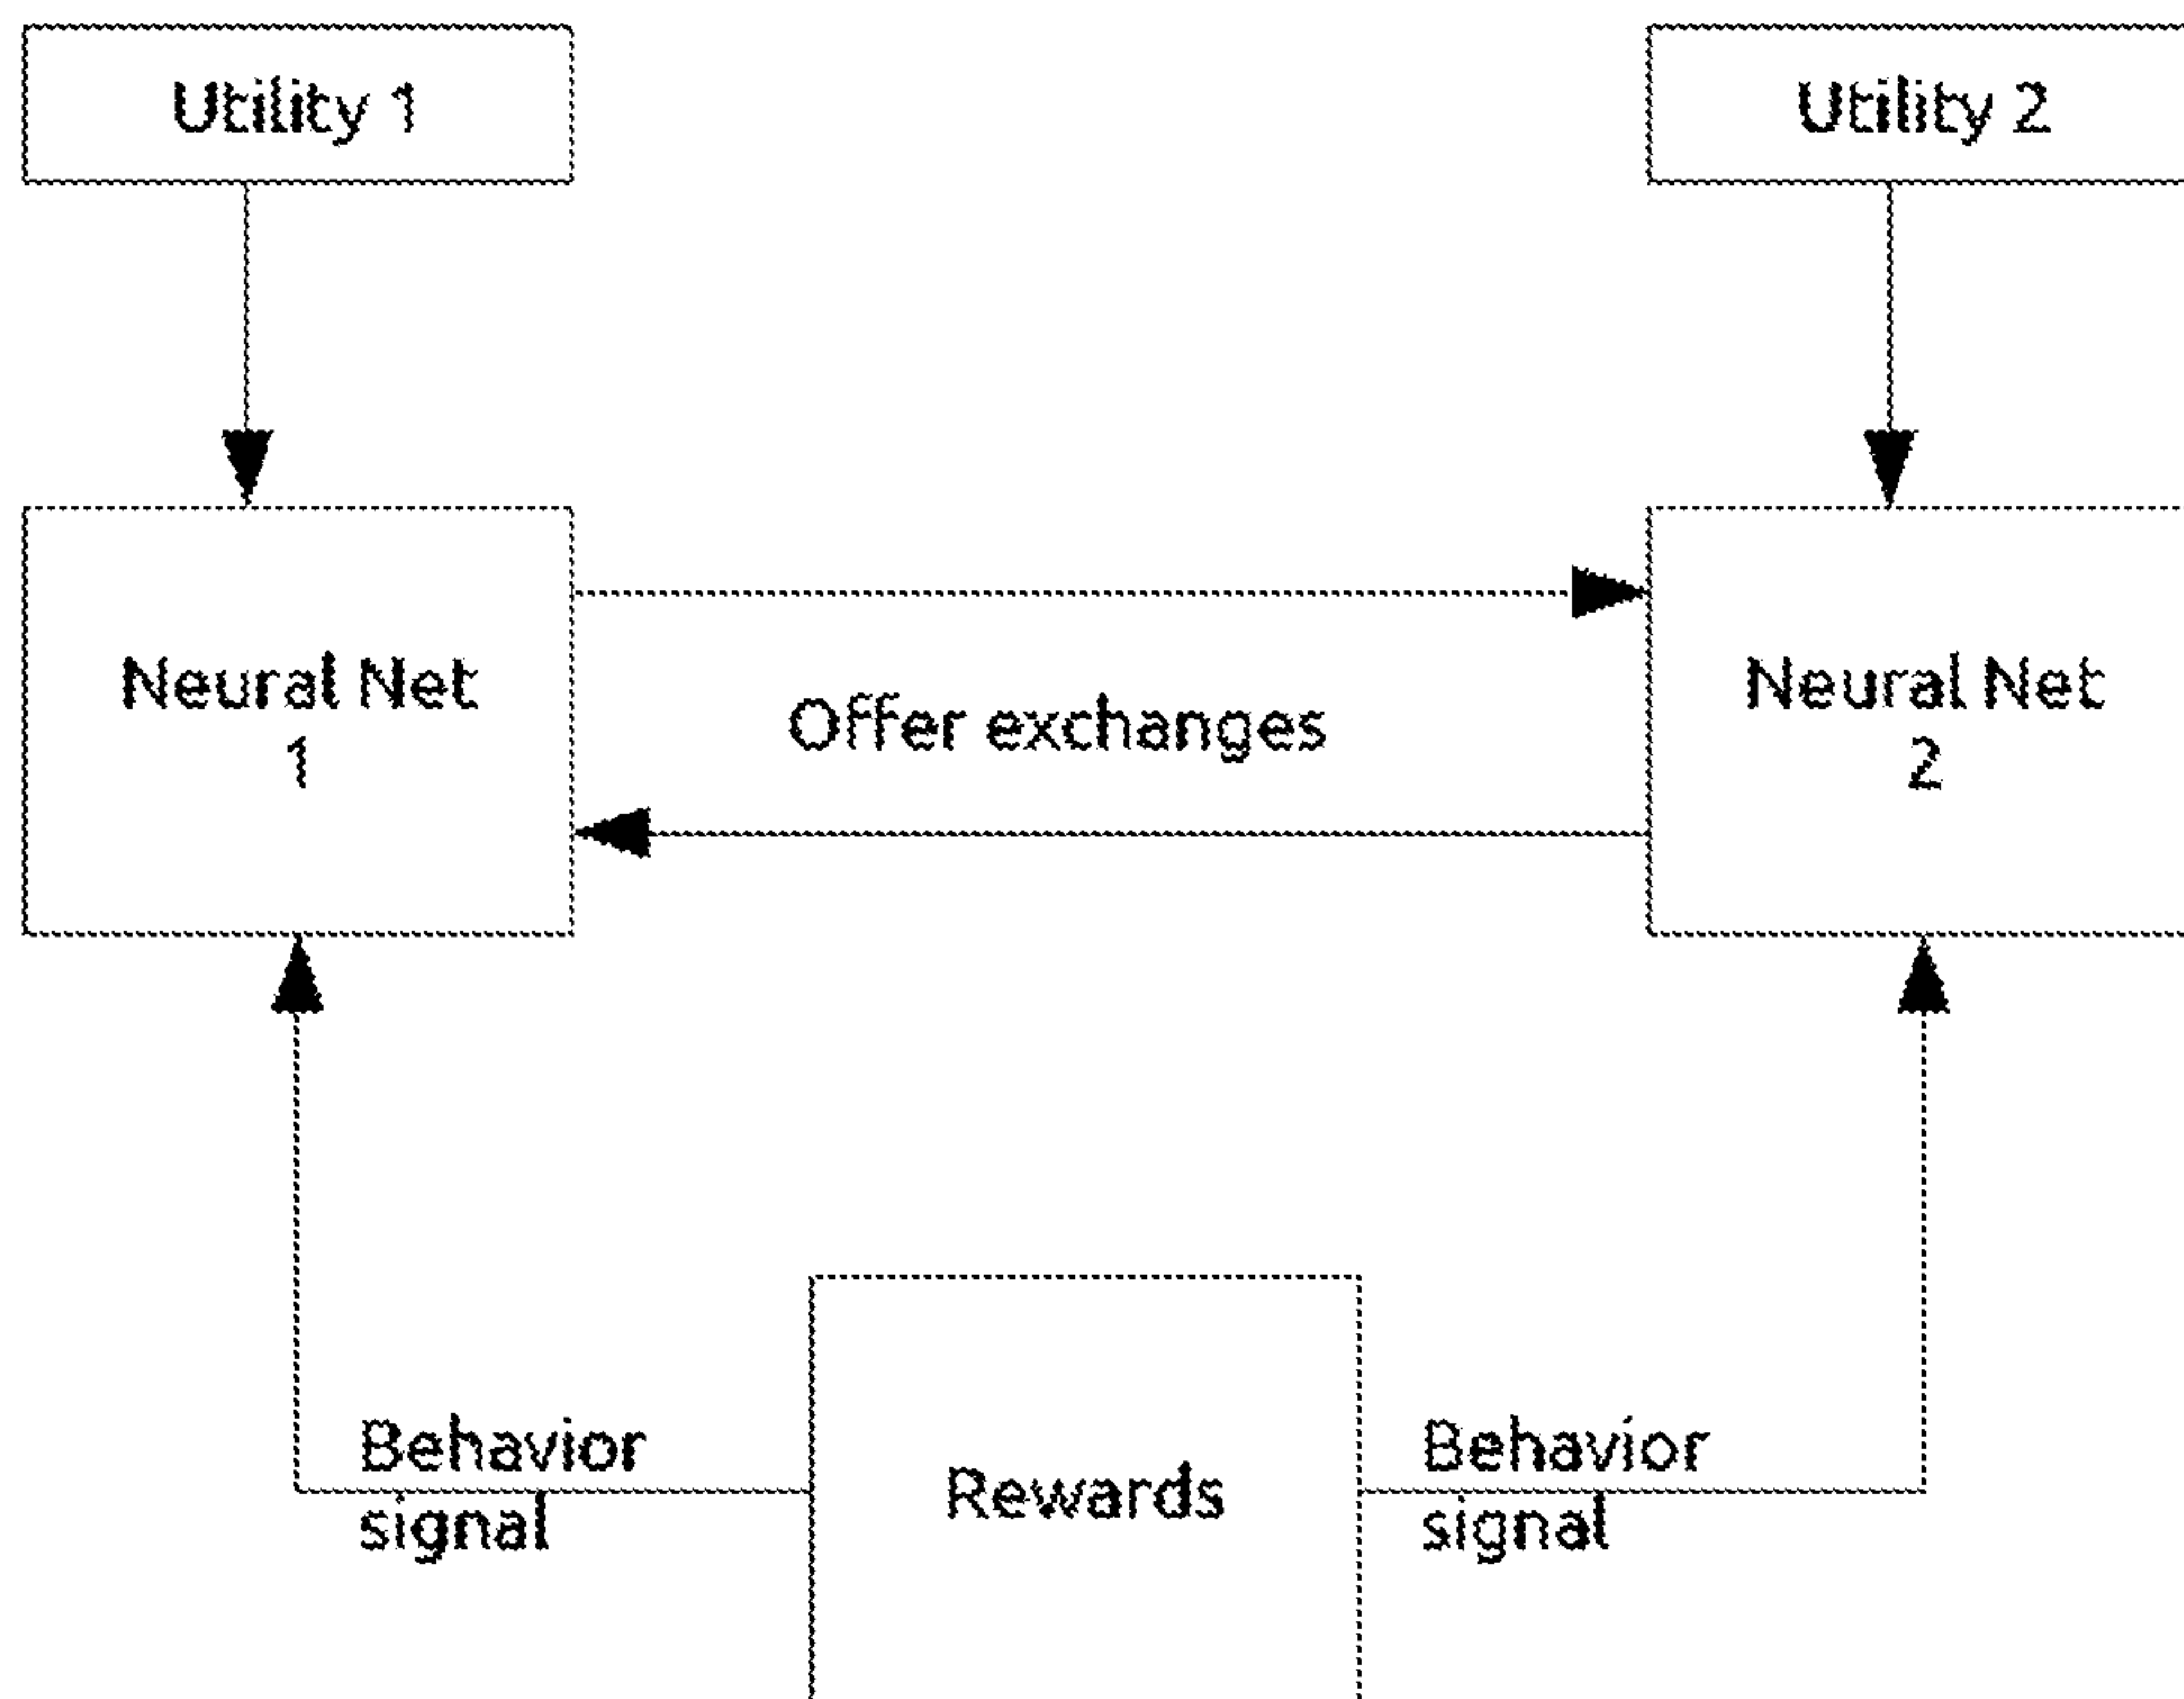 Utility 1
Utility 2
Neural Net
1
Offer exchanges
Neural Net
2
Behavior
signal
Rewards
Behavior
signal